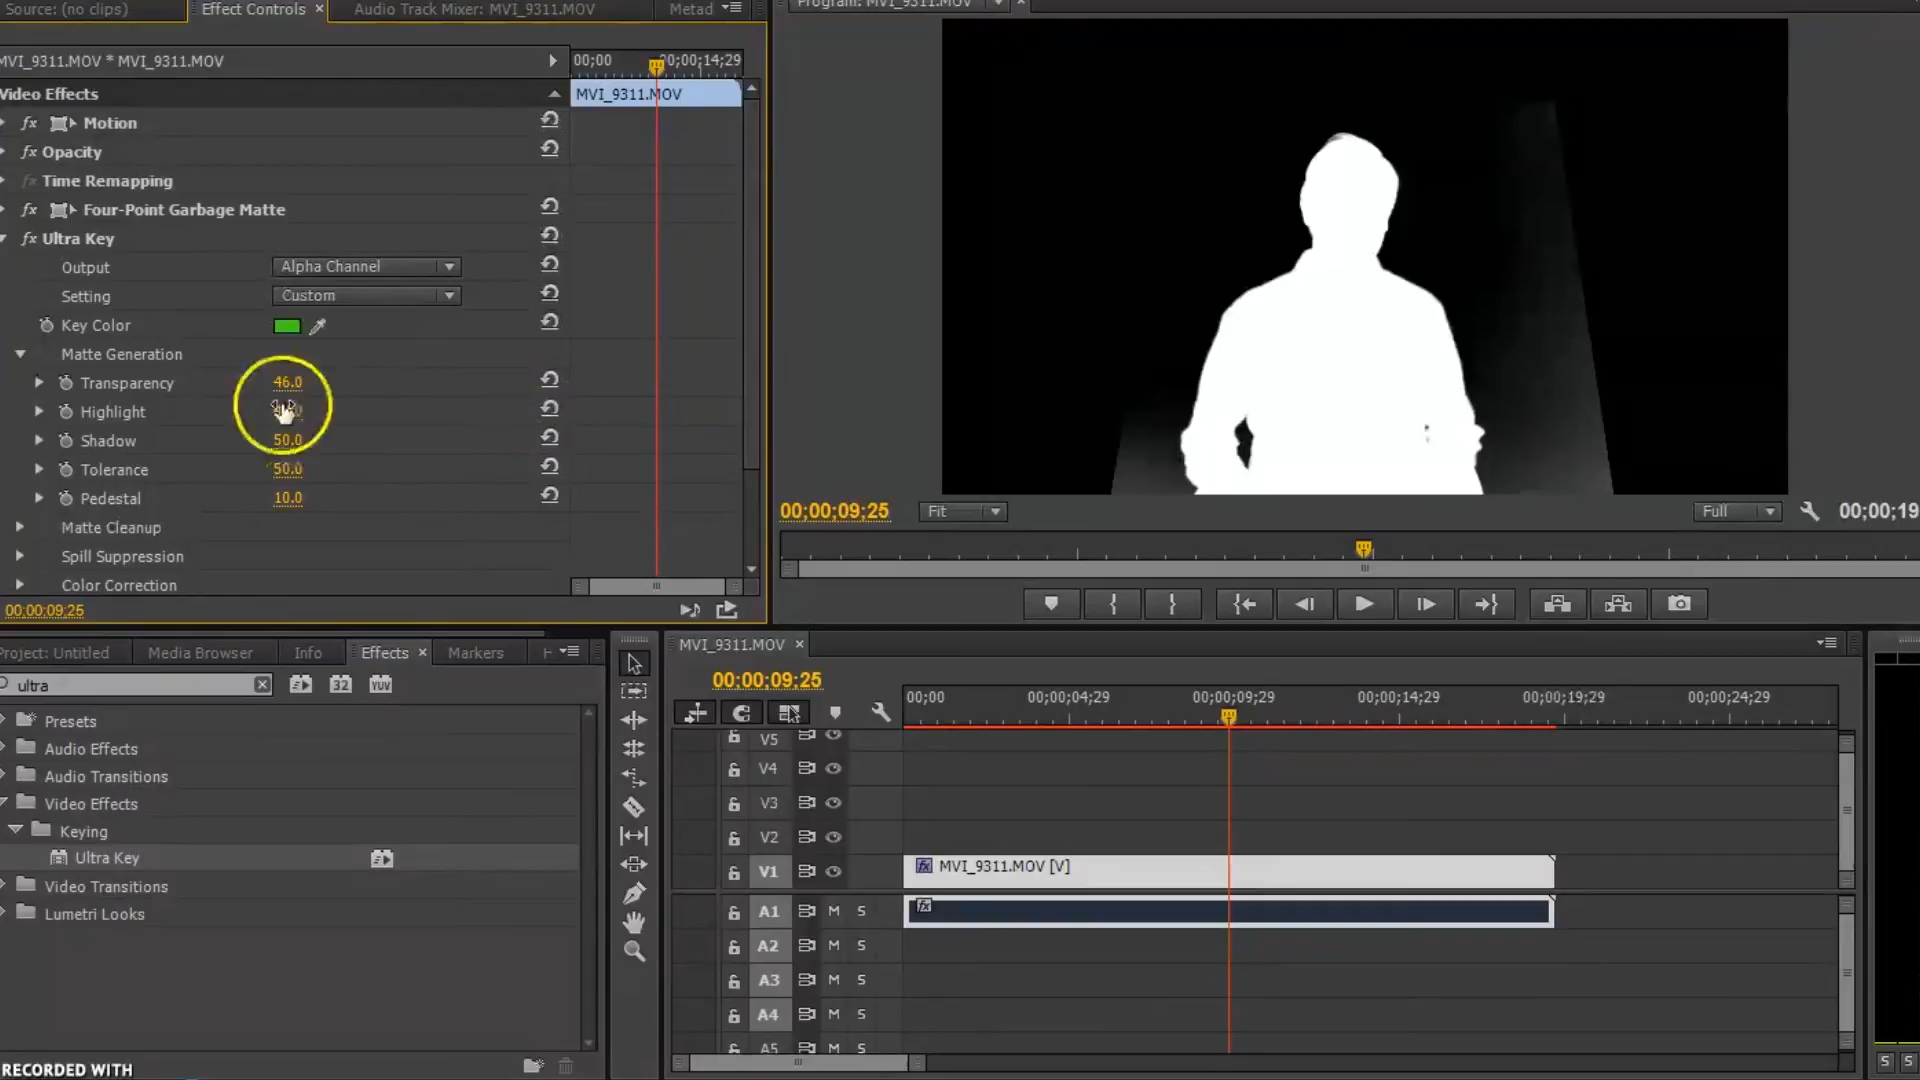 Source: (no clips) Effect Controls × Audio Track Mixer: MVI_9311.MOV Metad
Program: MVI_9311.MOV ×
MVI_9311.MOV * MVI_9311.MOV 00;00 00;00;14;29
Video Effects MVI_9311.MOV
fx Motion
fx Opacity
fx Time Remapping
fx Four-Point Garbage Matte
fx Ultra Key
Output Alpha Channel
Setting Custom
Key Color
Matte Generation
Transparency 46.0
Highlight
Shadow 50.0
Tolerance 50.0
Pedestal 10.0
Matte Cleanup
Spill Suppression
Color Correction
00;00;09;25
00;00;09;25 Fit Full 00;00;19
Project: Untitled Media Browser Info Effects × Markers H
ultra 32 YUV
Presets
Audio Effects
Audio Transitions
Video Effects
Keying
Ultra Key
Video Transitions
Lumetri Looks
MVI_9311.MOV ×
00;00;09;25
00;00 00;00;04;29 00;00;09;29 00;00;14;29 00;00;19;29 00;00;24;29
V5
V4
V3
V2
V1 fx MVI_9311.MOV [V]
A1 M S fx
A2 M S
A3 M S
A4 M S
A5 M S
S S
RECORDED WITH